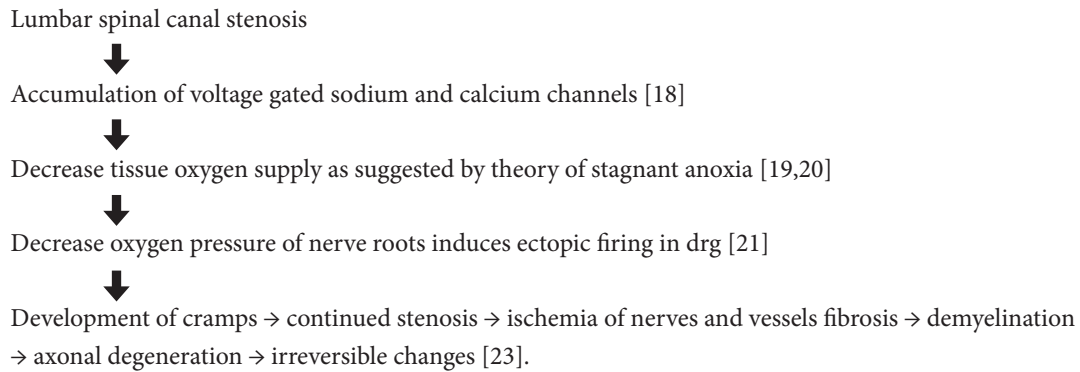 Lumbar spinal canal stenosis
Accumulation of voltage gated sodium and calcium channels [18]
Decrease tissue oxygen supply as suggested by theory of stagnant anoxia [19,20]
Decrease oxygen pressure of nerve roots induces ectopic firing in drg [21]
Development of cramps → continued stenosis → ischemia of nerves and vessels fibrosis → demyelination
→ axonal degeneration → irreversible changes [23].